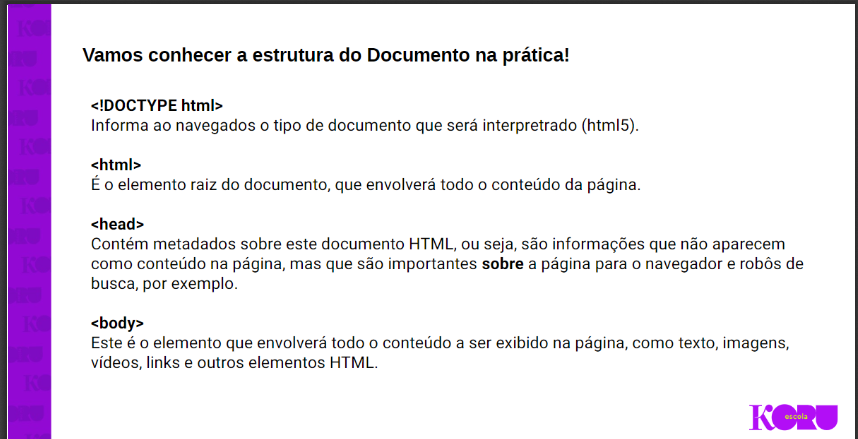 Vamos conhecer a estrutura do Documento na prática!
<!DOCTYPE html>
Informa ao navegados o tipo de documento que será interpretrado (html5).
<html>
É o elemento raiz do documento, que envolverá todo o conteúdo da página.
<head>
Contém metadados sobre este documento HTML, ou seja, são informações que não aparecem
como conteúdo na página, mas que são importantes sobre a página para o navegador e robôs de
busca, por exemplo.
<body>
Este é o elemento que envolverá todo o conteúdo a ser exibido na página, como texto, imagens,
vídeos, links e outros elementos HTML.
escola
KORU